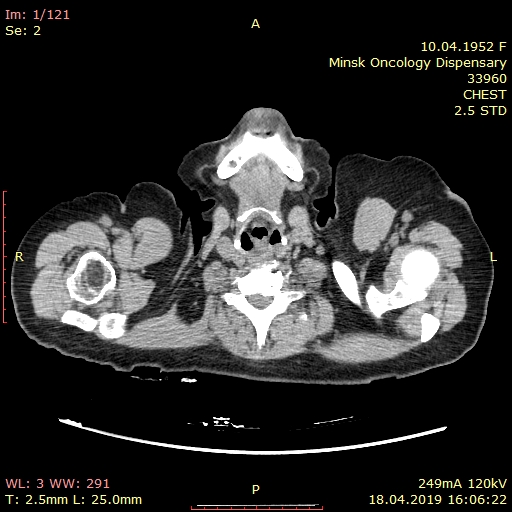 Im: 1/121
Se: 2
A
10.04.1952 F
Minsk Oncology Dispensary
33960
CHEST
2.5 STD
R
L
WL: 3 WW: 291
T: 2.5mm L: 25.0mm
P
249mA 120kV
18.04.2019 16:06:22